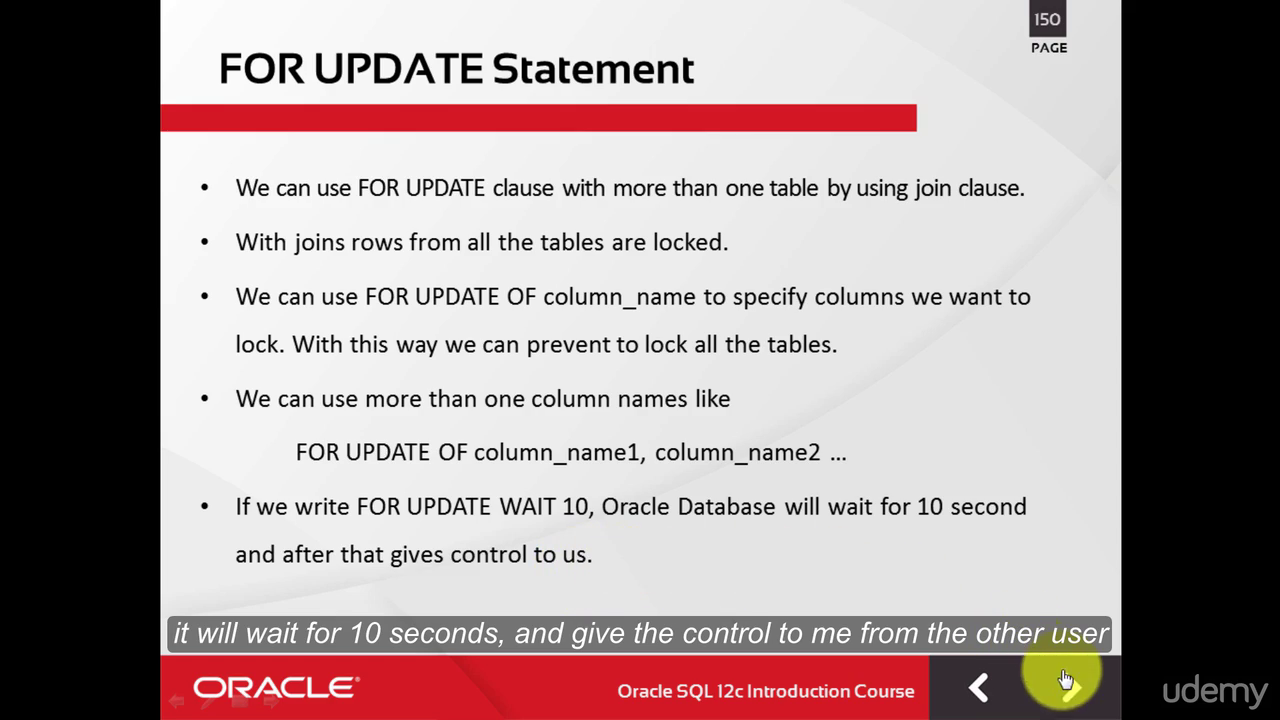 150
PAGE
FOR UPDATE Statement
• We can use FOR UPDATE clause with more than one table by using join clause.
• With joins rows from all the tables are locked.
• We can use FOR UPDATE OF column_name to specify columns we want to
lock. With this way we can prevent to lock all the tables.
• We can use more than one column names like
FOR UPDATE OF column_name1, column_name2 ...
• If we write FOR UPDATE WAIT 10, Oracle Database will wait for 10 second
and after that gives control to us.
it will wait for 10 seconds, and give the control to me from the other user
ORACLE®
Oracle SQL 12c Introduction Course
udemy